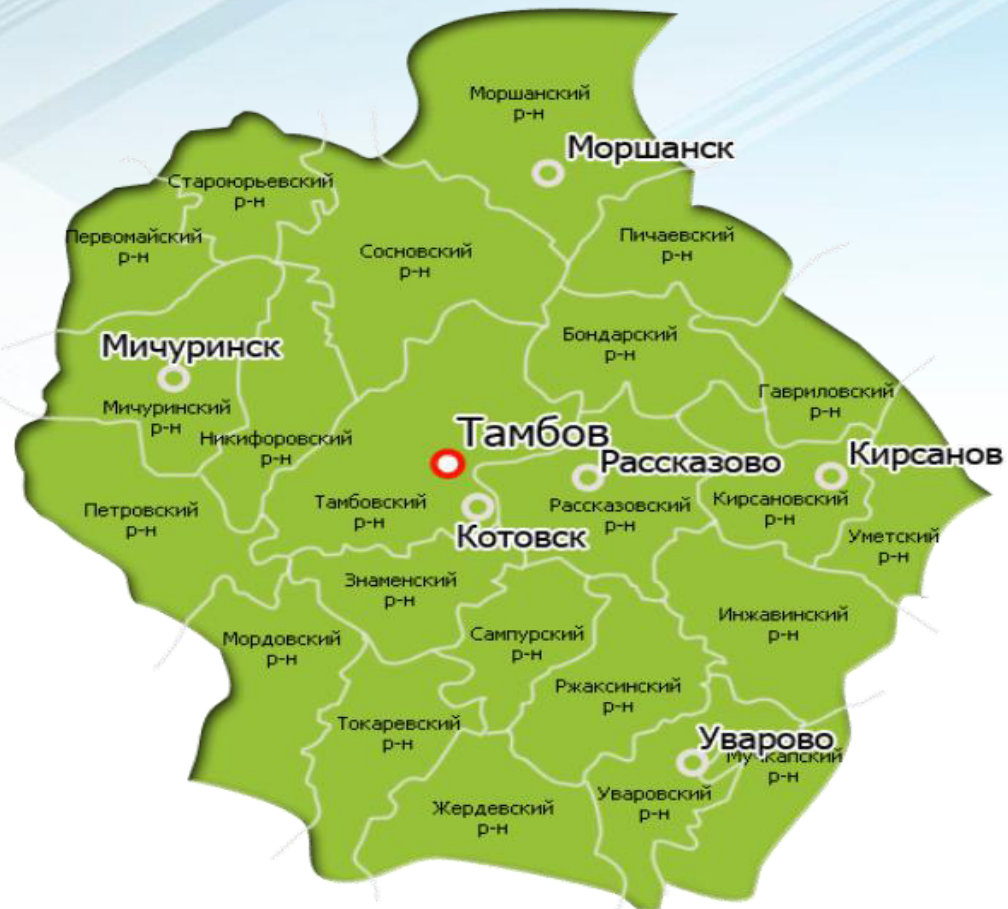 Моршанский
р-н
Моршанск
Староюрьевский
р-н
Первомайский
р-н
Сосновский
р-н
Пичаевский
р-н
Бондарский
р-н
Мичуринск
Мичуринский
р-н
Гавриловский
р-н
Никифоровский
р-н
Тамбов
Рассказово
Кирсанов
Петровский
р-н
Тамбовский
р-н
Рассказовский
р-н
Кирсановский
р-н
Котовск
Уметский
р-н
Знаменский
р-н
Инжавинский
р-н
Мордовский
р-н
Сампурский
р-н
Ржаксинский
р-н
Токаревский
р-н
Уварово
Мучкапский
р-н
Уваровский
р-н
Жердевский
р-н